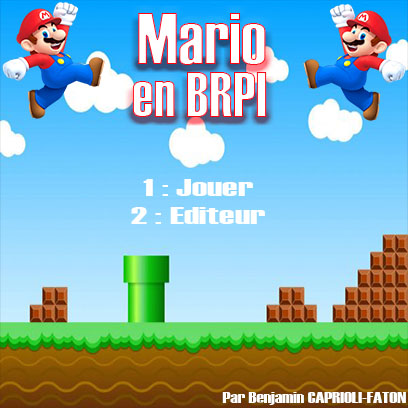 Mario
en BRPI
1 : Jouer
2 : Editeur
Par Benjamin CAPRIOLI-FATON